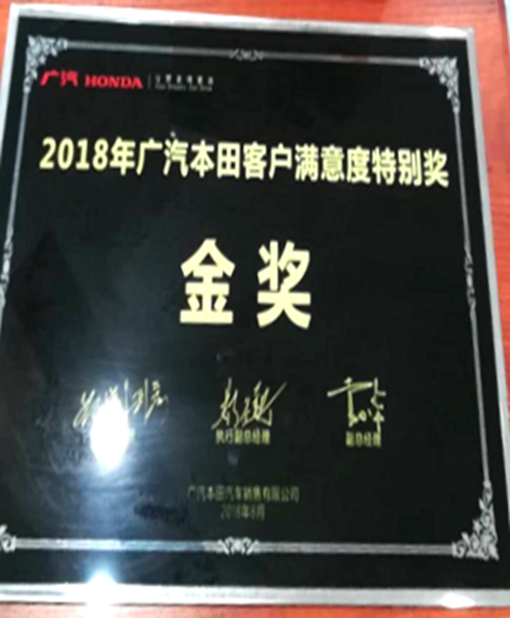 广汽 HONDA
2018年广汽本田客户满意度特别奖
金奖
执行副总经理
副总经理
广汽本田汽车销售有限公司
2018年8月